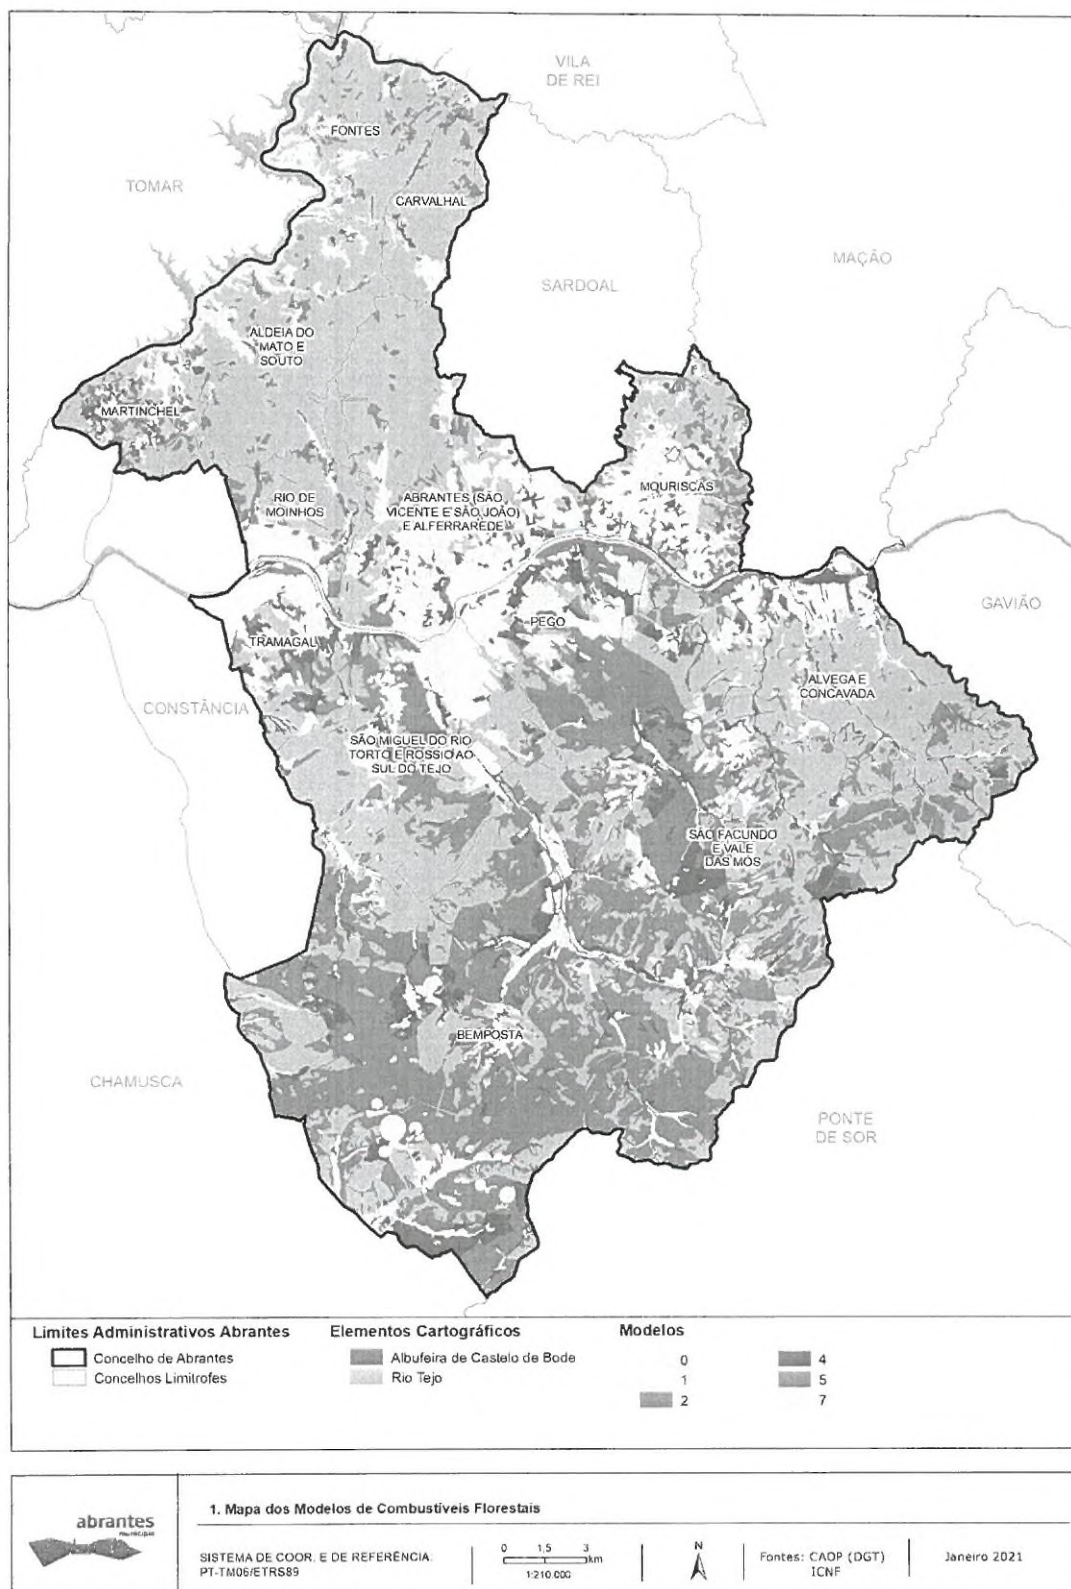 VILA
DE REI
FONTES
TOMAR
CARVALHAL
MAÇÃO
SARDOAL
ALDEIA DO
MATO E
SOUTO
MARTINCHEL
MOURISCAS
RIO DE
MOINHOS
ABRANTES (SÃO
VICENTE E SÃO JOÃO)
E ALFERRAREDE
GAVIÃO
PEGO
TRAMAGAL
ALVEGA E
CONCAVADA
CONSTÂNCIA
SÃO MIGUEL DO RIO
TORTO E ROSSIO AO
SUL DO TEJO
SÃO FACUNDO
E VALE
DAS MÓS
BEMPOSTA
CHAMUSCA
PONTE
DE SOR
Limites Administrativos Abrantes
Concelho de Abrantes
Concelhos Limitrofes
Elementos Cartográficos
Albufeira de Castelo de Bode
Rio Tejo
Modelos
0
1
2
4
5
7
abrantes
município
1. Mapa dos Modelos de Combustíveis Florestais
SISTEMA DE COOR. E DE REFERÊNCIA:
PT-TM06/ETRS89
0 1,5 3
km
1:210.000
N
Fontes: CAOP (DGT)
ICNF
Janeiro 2021